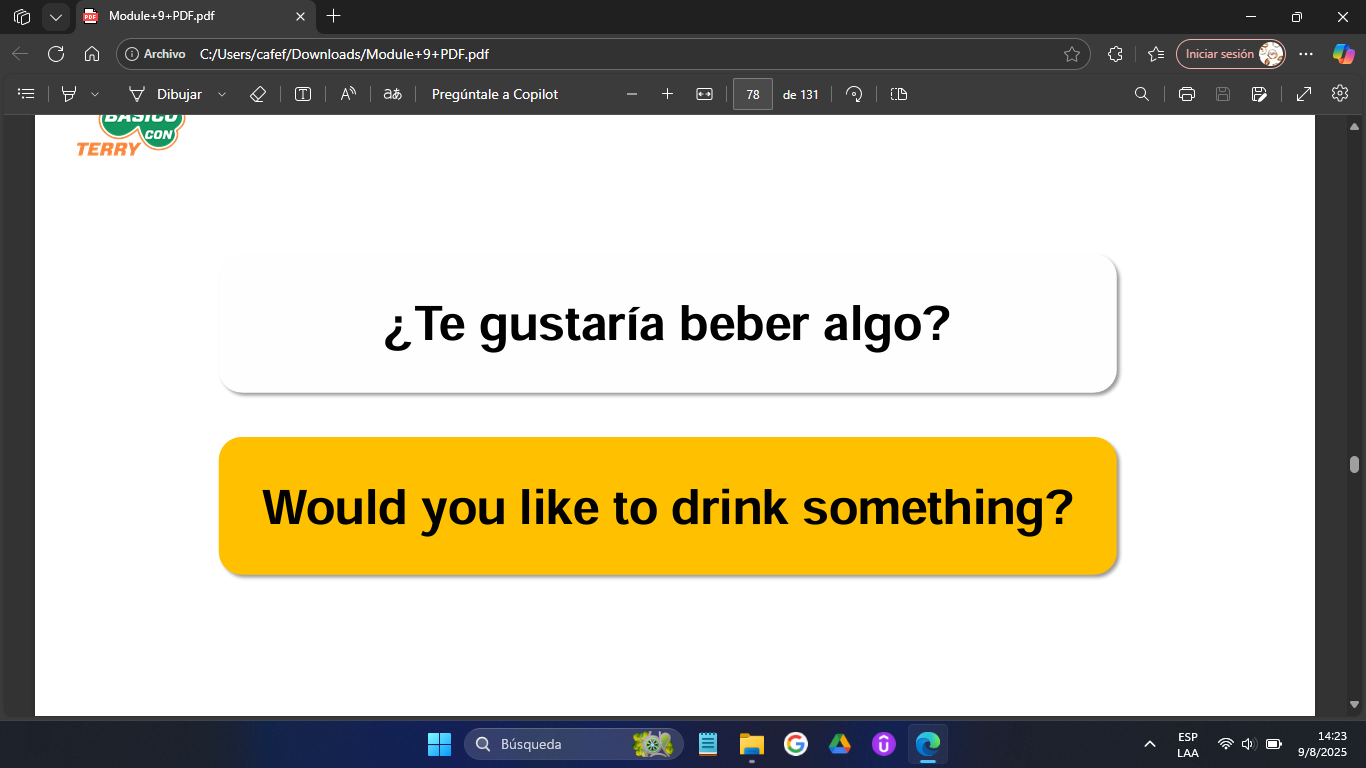 Module+9+PDF.pdf
Archivo C:/Users/cafef/Downloads/Module+9+PDF.pdf Iniciar sesión
Dibujar Pregúntale a Copilot 78 de 131
BÁSICO
CON
TERRY
¿Te gustaría beber algo?
Would you like to drink something?
Búsqueda
ESP
LAA
14:23
9/8/2025